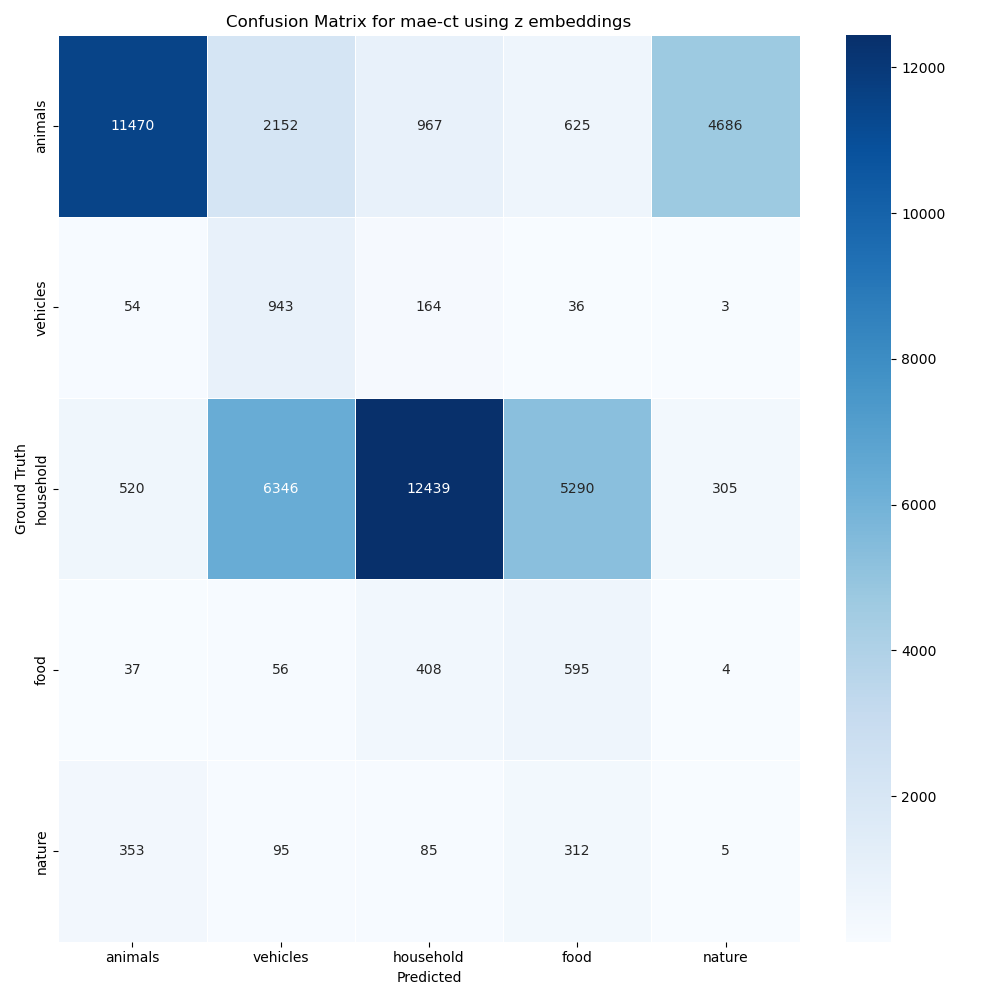 Confusion Matrix for mae-ct using z embeddings
animals 11470 2152 967 625 4686
vehicles 54 943 164 36 3
household 520 6346 12439 5290 305
food 37 56 408 595 4
nature 353 95 85 312 5
animals vehicles household food nature
Predicted
Ground Truth
12000
10000
8000
6000
4000
2000